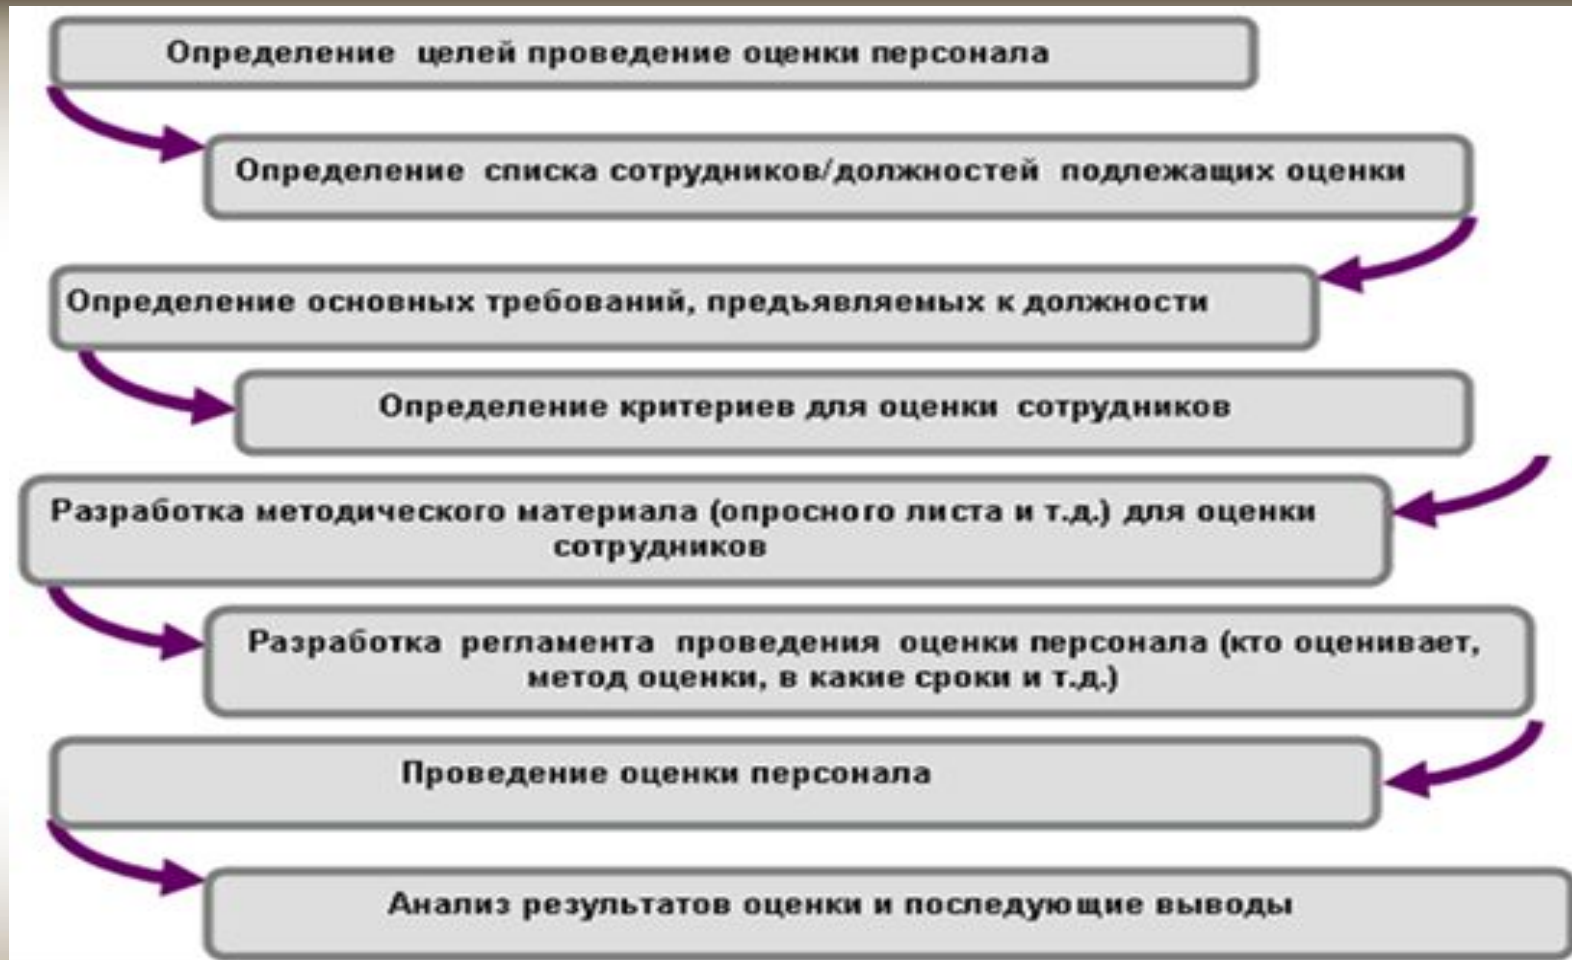 Определение целей проведение оценки персонала
Определение списка сотрудников/должностей подлежащих оценки
Определение основных требований, предъявляемых к должности
Определение критериев для оценки сотрудников
Разработка методического материала (опросного листа и т.д.) для оценки
сотрудников
Разработка регламента проведения оценки персонала (кто оценивает,
метод оценки, в какие сроки и т.д.)
Проведение оценки персонала
Анализ результатов оценки и последующие выводы